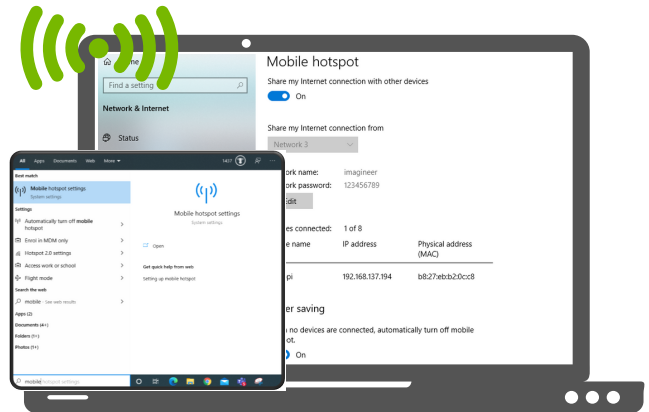 me
Find a setting
Network & Internet
Status
Mobile hotspot
Share my Internet connection with other devices
On
Share my Internet connection from
Network 3
ork name: imagineer
ork password: 123456789
Edit
es connected: 1 of 8
e name IP address Physical address (MAC)
pi 192.168.137.194 b8:27:eb:b2:0c:c8
er saving
no devices are connected, automatically turn off mobile
ot.
On
All Apps Documents Web More 1427
Best match
Mobile hotspot settings
System settings
Settings
Automatically turn off mobile
hotspot
Enrol in MDM only
Hotspot 2.0 settings
Access work or school
Flight mode
Search the web
mobile - See web results
Apps (2)
Documents (4+)
Folders (1+)
Photos (1+)
Mobile hotspot settings
System settings
Open
Get quick help from web
Setting up mobile hotspot
mobile hotspot settings